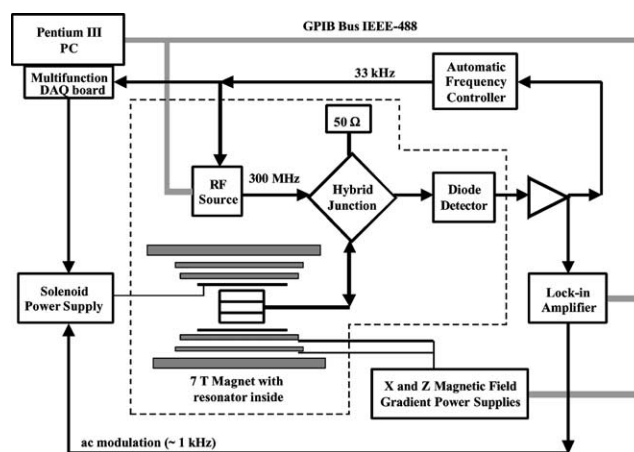 Pentium III
PC
GPIB Bus IEEE-488
Multifunction
DAQ board
33 kHz
Automatic
Frequency
Controller
50 Ω
RF
Source
300 MHz
Hybrid
Junction
Diode
Detector
Solenoid
Power Supply
Lock-in
Amplifier
7 T Magnet with
resonator inside
X and Z Magnetic Field
Gradient Power Supplies
ac modulation (~ 1 kHz)